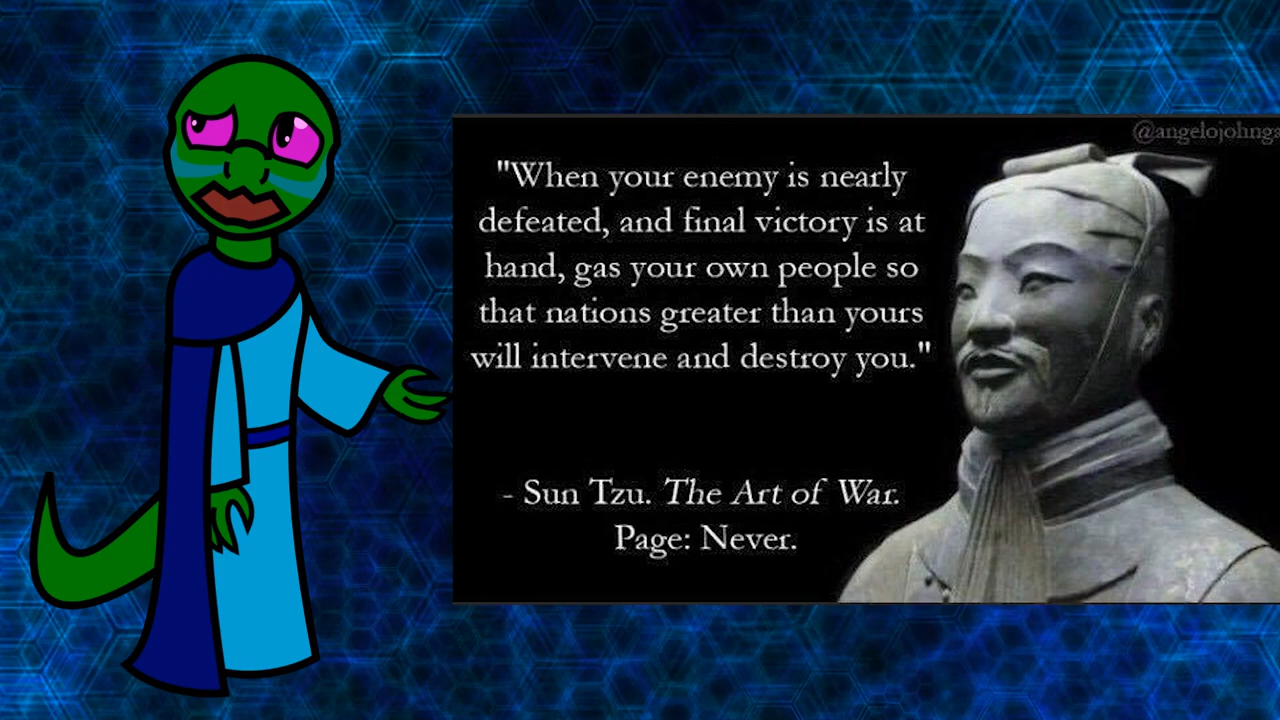 @angelojohnga
"When your enemy is nearly
defeated, and final victory is at
hand, gas your own people so
that nations greater than yours
will intervene and destroy you."
- Sun Tzu. The Art of War.
Page: Never.